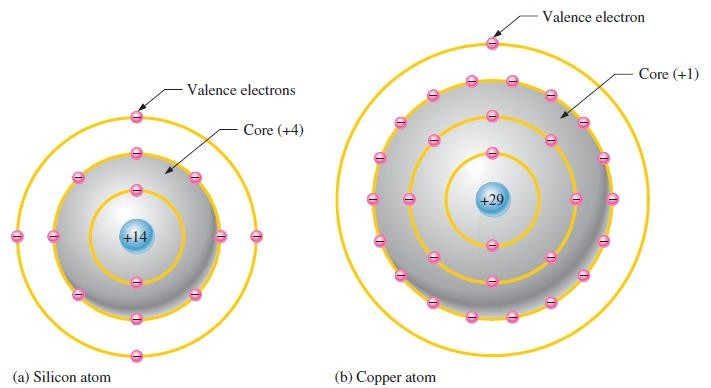 Valence electrons
Core (+4)
+14
(a) Silicon atom
Valence electron
Core (+1)
+29
(b) Copper atom